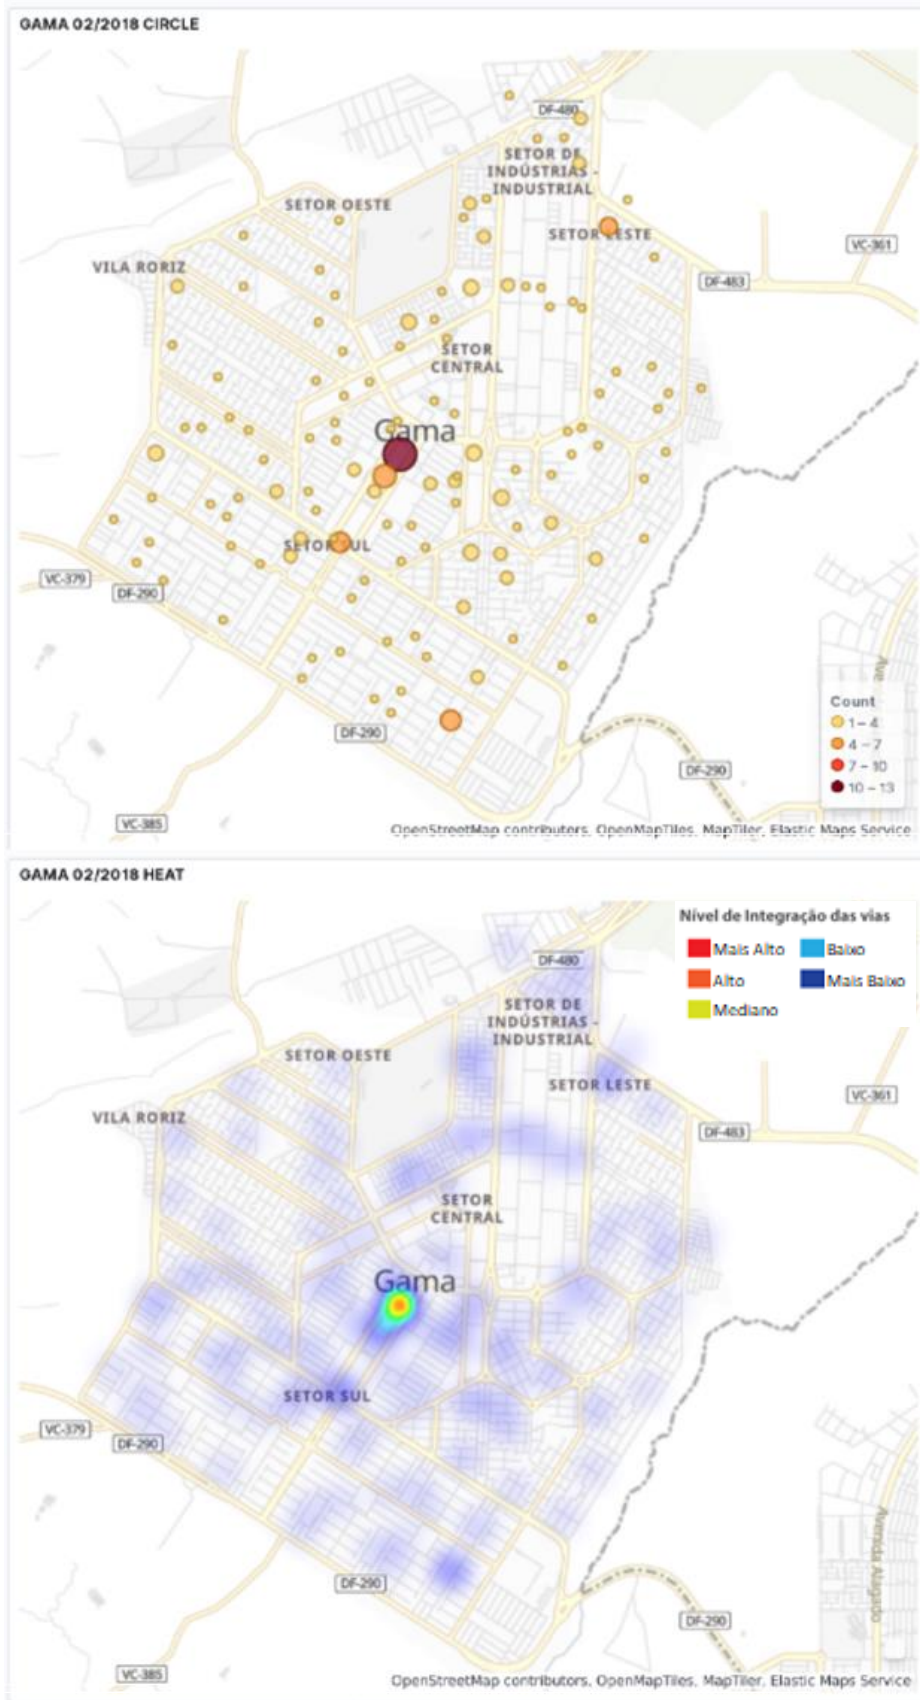 GAMA 02/2018 CIRCLE
DF-480
SETOR DE
INDÚSTRIAS -
INDUSTRIAL
SETOR OESTE
SETOR LESTE
VC-361
VILA RORIZ
DF-483
SETOR
CENTRAL
Gama
SETOR SUL
VC-379
DF-290
Ave
Count
1 – 4
4 – 7
7 – 10
10 – 13
DF-290
DF-290
VC-385
OpenStreetMap contributors, OpenMapTiles, MapTiler, Elastic Maps Service
GAMA 02/2018 HEAT
Nível de Integração das vias
Mais Alto
Baixo
Alto
Mais Baixo
Mediano
DF-480
SETOR DE
INDÚSTRIAS -
INDUSTRIAL
SETOR OESTE
SETOR LESTE
VC-361
VILA RORIZ
DF-483
SETOR
CENTRAL
Gama
SETOR SUL
VC-379
DF-290
Avenida Alagado
DF-290
DF-290
VC-385
OpenStreetMap contributors, OpenMapTiles, MapTiler, Elastic Maps Service